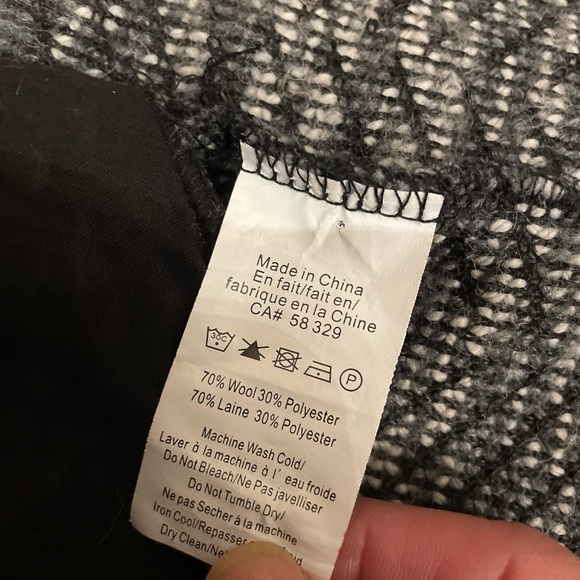 Made in China
En fait/fait en/
fabrique en la Chine
CA# 58 329
30C
P
70% Wool 30% Polyester
70% Laine 30% Polyester
Machine Wash Cold/
Laver à la machine à l' eau froide
Do Not Bleach/Ne Pas javelliser
Do Not Tumble Dry/
Ne pas Sécher à la machine
Iron Cool/Repasser
Dry Clean/